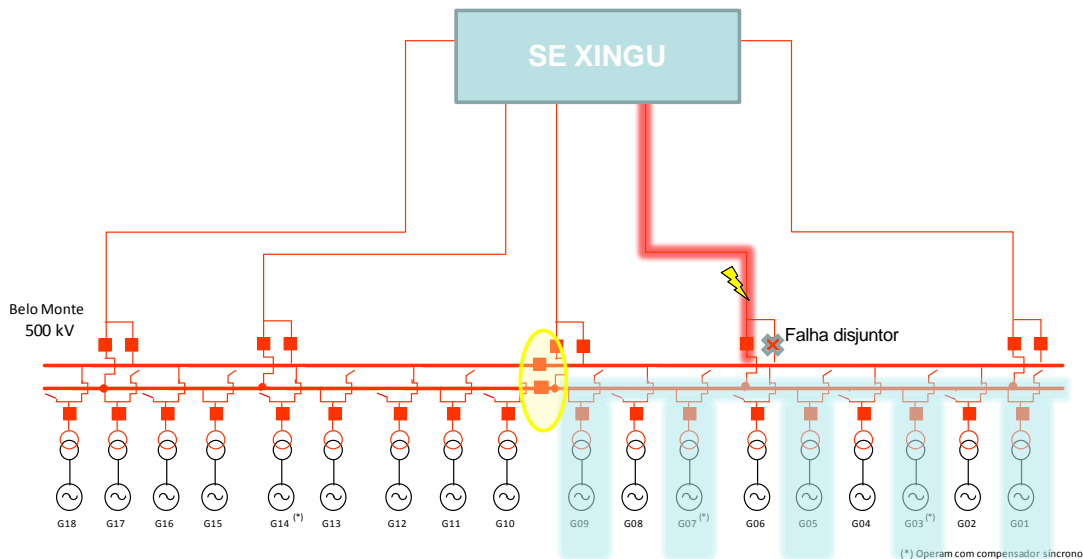 SE XINGU
Belo Monte
500 kV
Falha disjuntor
G18 G17 G16 G15 G14 (*) G13 G12 G11 G10 G09 G08 G07 (*) G06 G05 G04 G03 (*) G02 G01
(*) Operam com compensador síncrono